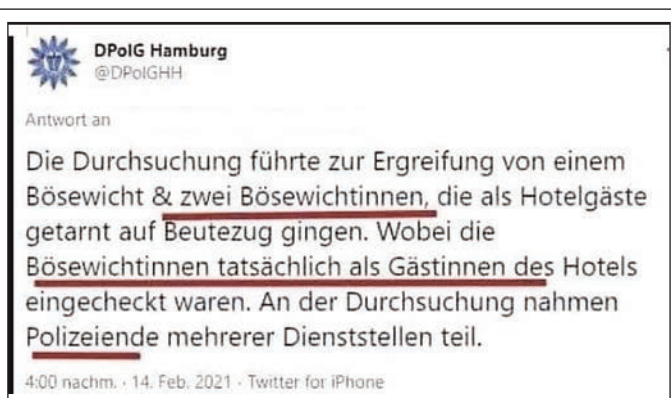 DPolG Hamburg
@DPolGHH
Antwort an
Die Durchsuchung führte zur Ergreifung von einem
Bösewicht & zwei Bösewichtinnen, die als Hotelgäste
getarnt auf Beutezug gingen. Wobei die
Bösewichtinnen tatsächlich als Gästinnen des Hotels
eingecheckt waren. An der Durchsuchung nahmen
Polizeiende mehrerer Dienststellen teil.
4:00 nachm. · 14. Feb. 2021 · Twitter for iPhone